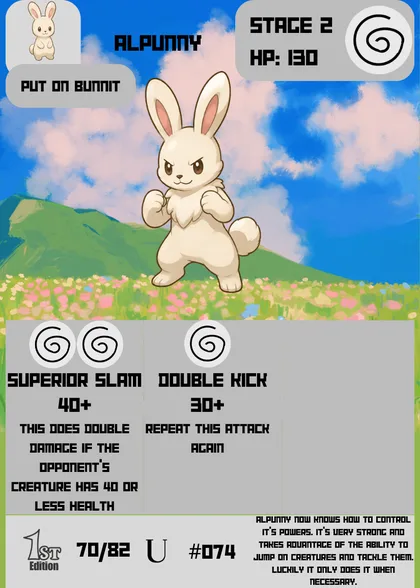 ALPUNNY
STAGE 2
HP: 130
PUT ON BUNNIT
SUPERIOR SLAM
40+
THIS DOES DOUBLE
DAMAGE IF THE
OPPONENT'S
CREATURE HAS 40 OR
LESS HEALTH
DOUBLE KICK
30+
REPEAT THIS ATTACK
AGAIN
1ST
Edition
70/82
U
#074
ALPUNNY NOW KNOWS HOW TO CONTROL
IT'S POWERS. IT'S VERY STRONG AND
TAKES ADVANTAGE OF THE ABILITY TO
JUMP ON CREATURES AND TACKLE THEM.
LUCKILY IT ONLY DOES IT WHEN
NECESSARY.